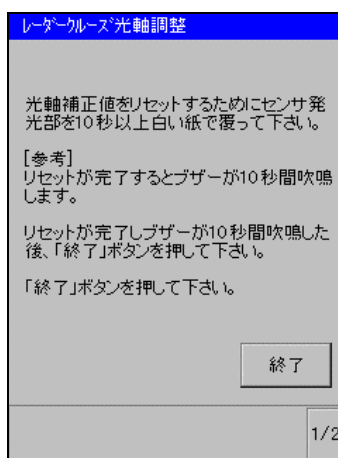 ﾚｰﾀﾞｰｸﾙｰｽﾞ光軸調整
光軸補正値をﾘｾｯﾄするためにｾﾝｻ発
光部を10秒以上白い紙で覆って下さい。
[参考]
ﾘｾｯﾄが完了するとﾌﾞｻﾞｰが10秒間吹鳴
します。
ﾘｾｯﾄが完了しﾌﾞｻﾞｰが10秒間吹鳴した
後、｢終了｣ﾎﾞﾀﾝを押して下さい。
｢終了｣ﾎﾞﾀﾝを押して下さい。
終了
1/2